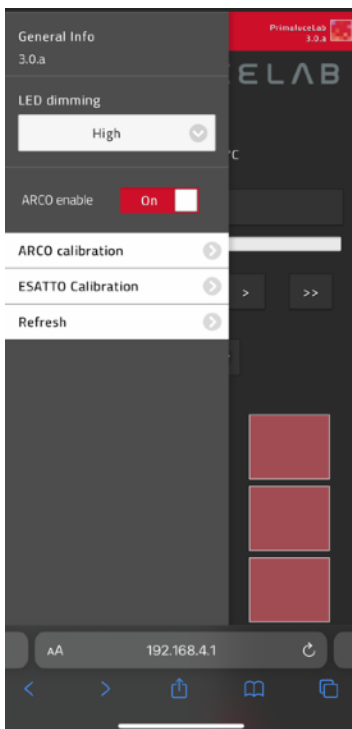 General Info
3.0.a
PrimaluceLab
3.0.a
ELAB
LED dimming
High
°C
ARCO enable
On
ARCO calibration
ESATTO Calibration
> >>
Refresh
AA 192.168.4.1